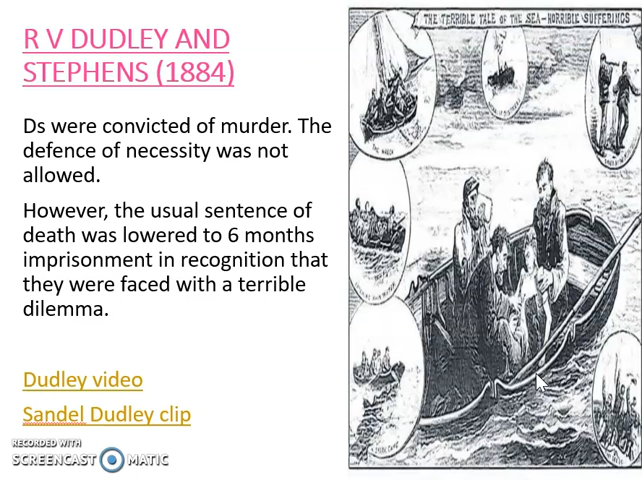 R V DUDLEY AND
STEPHENS (1884)
Ds were convicted of murder. The
defence of necessity was not
allowed.
However, the usual sentence of
death was lowered to 6 months
imprisonment in recognition that
they were faced with a terrible
dilemma.
Dudley video
Sandel Dudley clip
RECORDED WITH
SCREENCAST MATIC
THE TERRIBLE TALE OF THE SEA-HORRIBLE SUFFERINGS